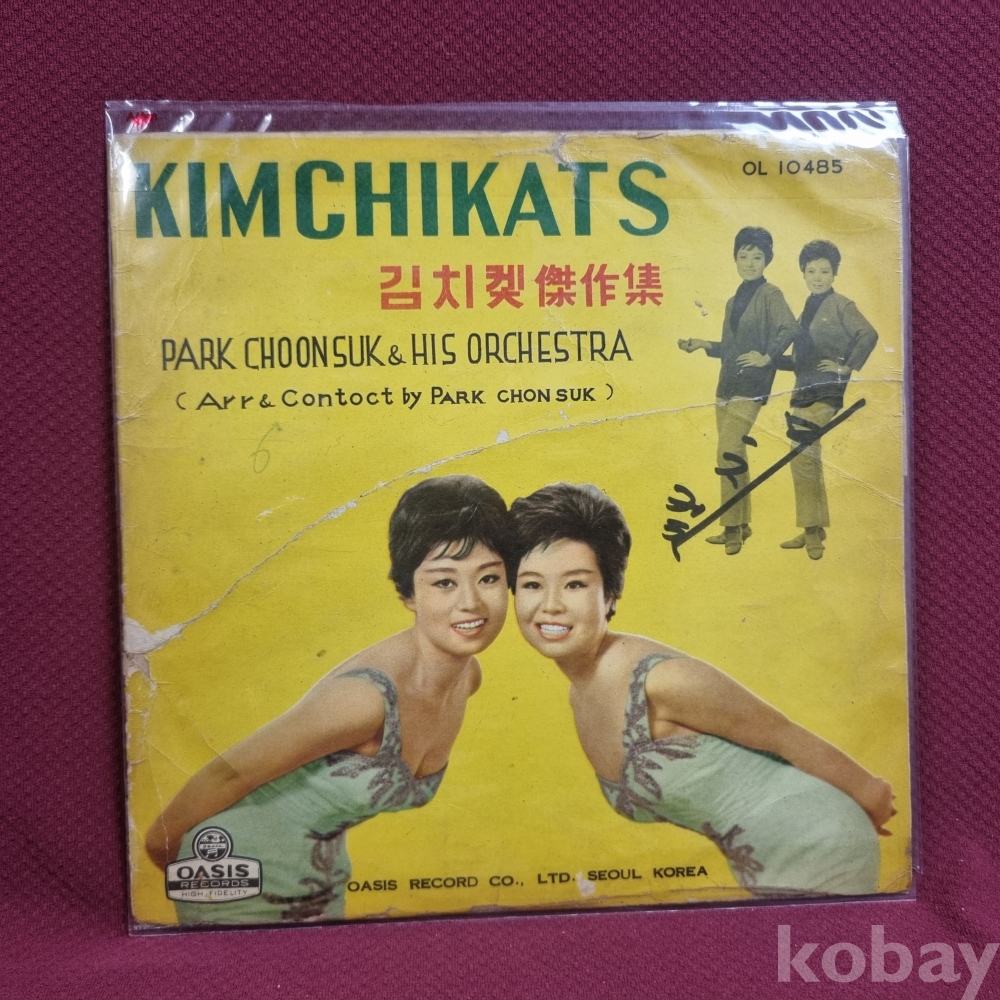 KIMCHIKATS
OL 10485
김치켓傑作集
PARK CHOONSUK & HIS ORCHESTRA
( Arr & Contoct by PARK CHON SUK )
6
OASIS
RECORDS
HIGH FIDELITY
OASIS RECORD CO., LTD. SEOUL KOREA
kobay